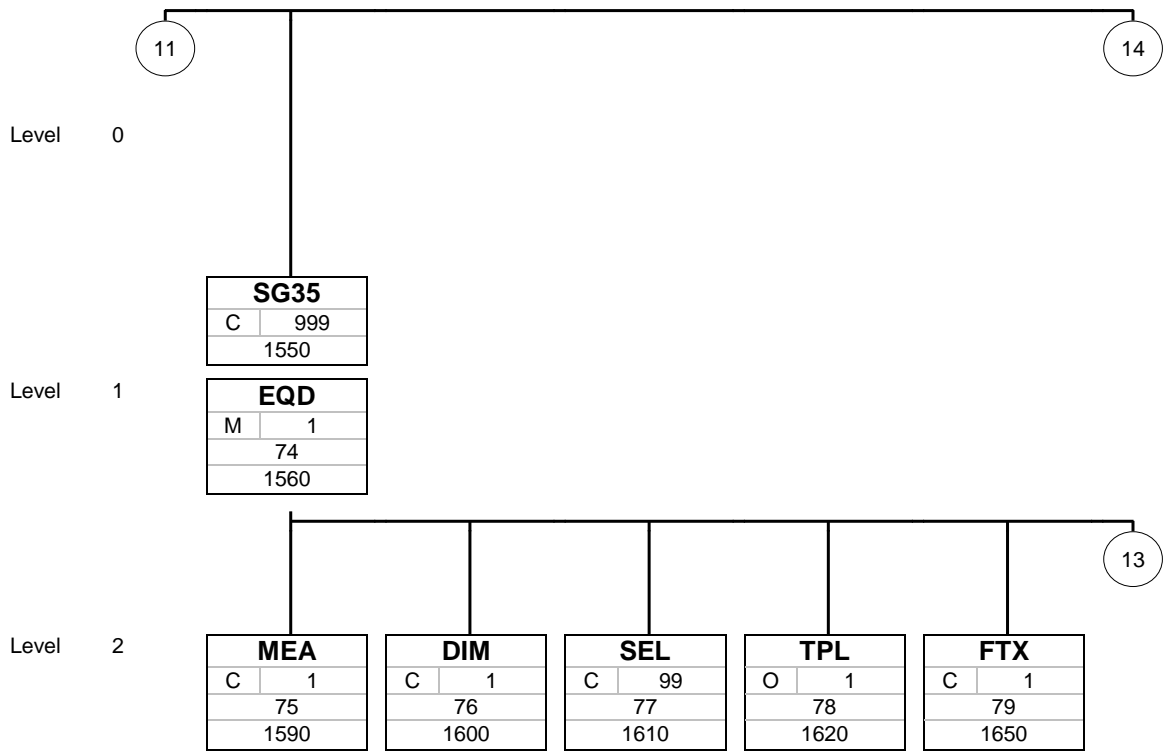 11
14
Level 0
SG35
C 999
1550
Level 1
EQD
M 1
74
1560
13
Level 2
MEA
C 1
75
1590
DIM
C 1
76
1600
SEL
C 99
77
1610
TPL
O 1
78
1620
FTX
C 1
79
1650